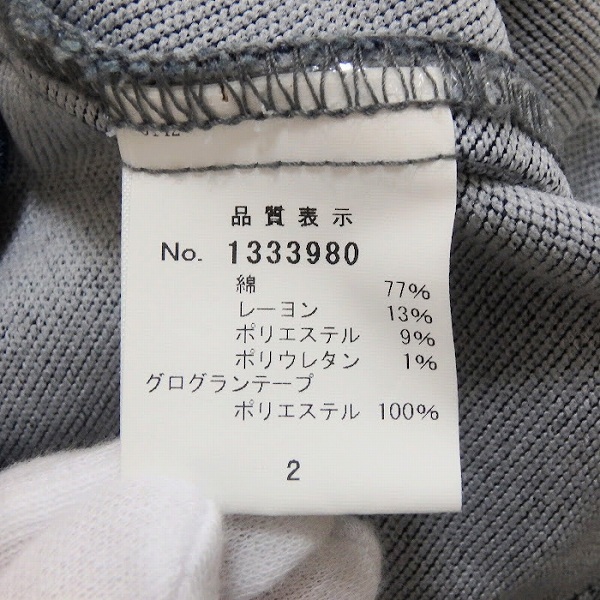 品質表示
No. 1333980
綿 77%
レーヨン 13%
ポリエステル 9%
ポリウレタン 1%
グログランテープ
ポリエステル 100%
2